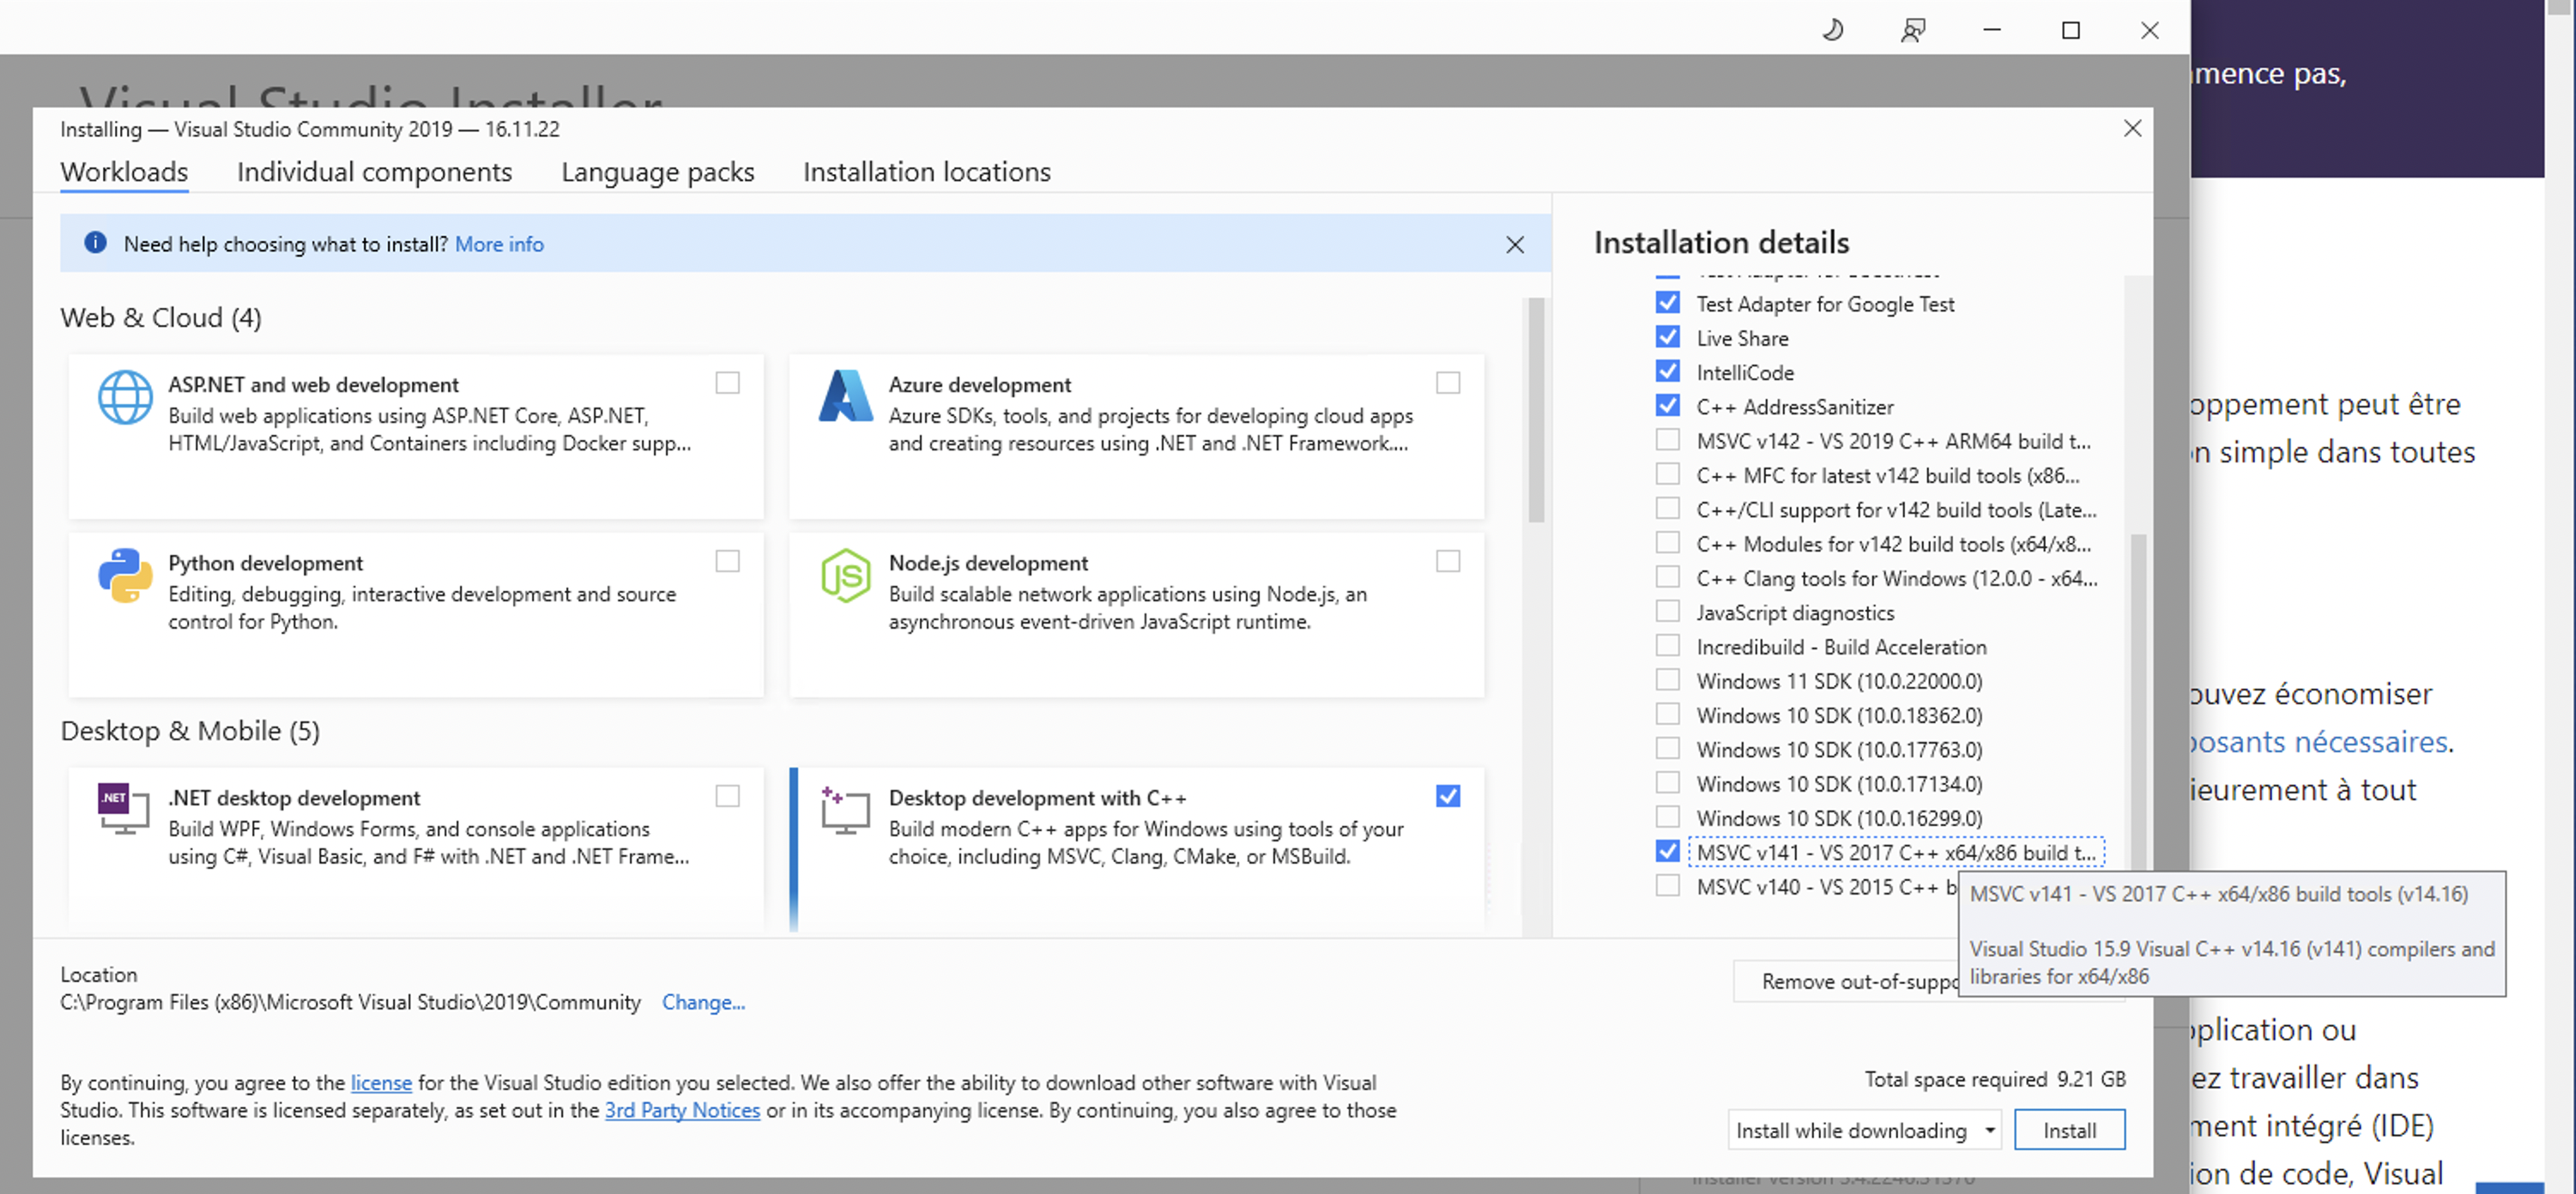 Visual Studio Installer
Installing — Visual Studio Community 2019 — 16.11.22
Workloads
Individual components
Language packs
Installation locations
Need help choosing what to install? More info
Web & Cloud (4)
ASP.NET and web development
Build web applications using ASP.NET Core, ASP.NET,
HTML/JavaScript, and Containers including Docker supp...
Azure development
Azure SDKs, tools, and projects for developing cloud apps
and creating resources using .NET and .NET Framework....
Python development
Editing, debugging, interactive development and source
control for Python.
JS
Node.js development
Build scalable network applications using Node.js, an
asynchronous event-driven JavaScript runtime.
Desktop & Mobile (5)
.NET
.NET desktop development
Build WPF, Windows Forms, and console applications
using C#, Visual Basic, and F# with .NET and .NET Frame...
Desktop development with C++
Build modern C++ apps for Windows using tools of your
choice, including MSVC, Clang, CMake, or MSBuild.
Installation details
Test Adapter for Google Test
Live Share
IntelliCode
C++ AddressSanitizer
MSVC v142 - VS 2019 C++ ARM64 build t...
C++ MFC for latest v142 build tools (x86...
C++/CLI support for v142 build tools (Late...
C++ Modules for v142 build tools (x64/x8...
C++ Clang tools for Windows (12.0.0 - x64...
JavaScript diagnostics
Incredibuild - Build Acceleration
Windows 11 SDK (10.0.22000.0)
Windows 10 SDK (10.0.18362.0)
Windows 10 SDK (10.0.17763.0)
Windows 10 SDK (10.0.17134.0)
Windows 10 SDK (10.0.16299.0)
MSVC v141 - VS 2017 C++ x64/x86 build t...
MSVC v140 - VS 2015 C++ b
MSVC v141 - VS 2017 C++ x64/x86 build tools (v14.16)
Visual Studio 15.9 Visual C++ v14.16 (v141) compilers and
libraries for x64/x86
Location
C:\Program Files (x86)\Microsoft Visual Studio\2019\Community Change...
Remove out-of-suppo
By continuing, you agree to the license for the Visual Studio edition you selected. We also offer the ability to download other software with Visual
Studio. This software is licensed separately, as set out in the 3rd Party Notices or in its accompanying license. By continuing, you also agree to those
licenses.
Total space required 9.21 GB
Install while downloading
Install
mence pas,
oppement peut être
n simple dans toutes
ouvez économiser
posants nécessaires.
ieurement à tout
plication ou
ez travailler dans
ment intégré (IDE)
ion de code, Visual